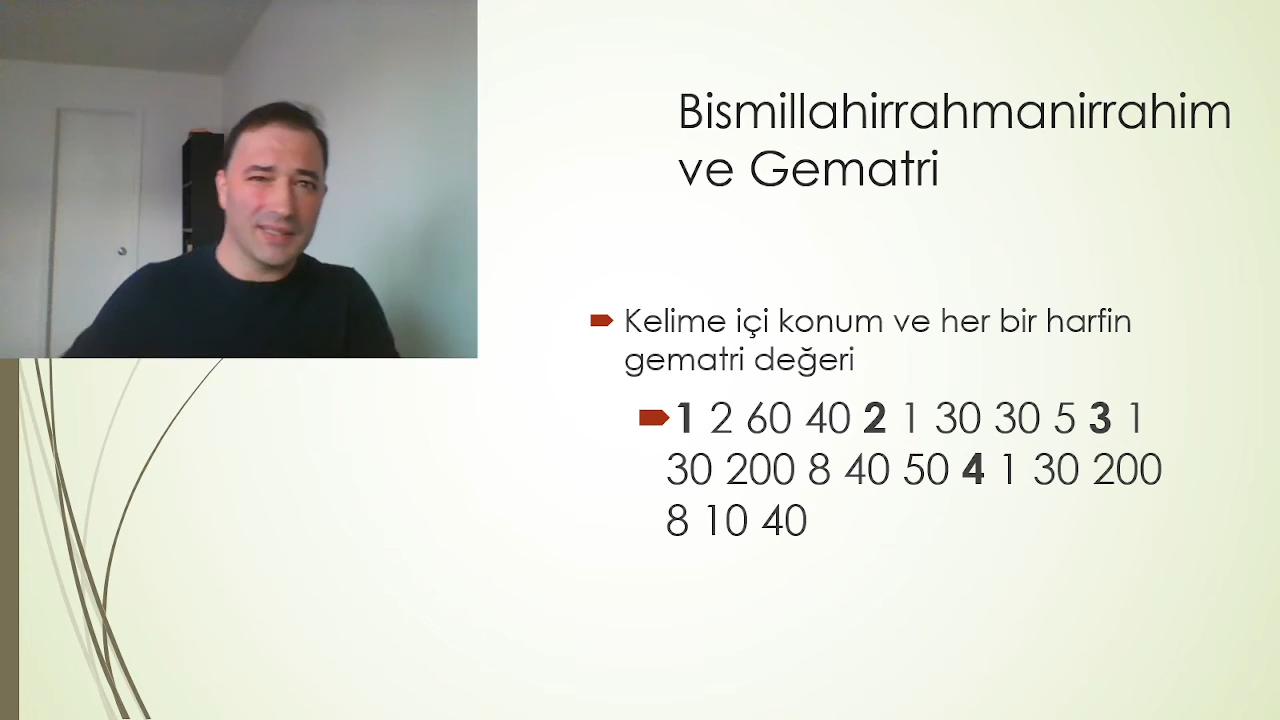 Bismillahirrahmanirrahim
ve Gematri
Kelime içi konum ve her bir harfin
gematri değeri
1 2 60 40 2 1 30 30 5 3 1
30 200 8 40 50 4 1 30 200
8 10 40